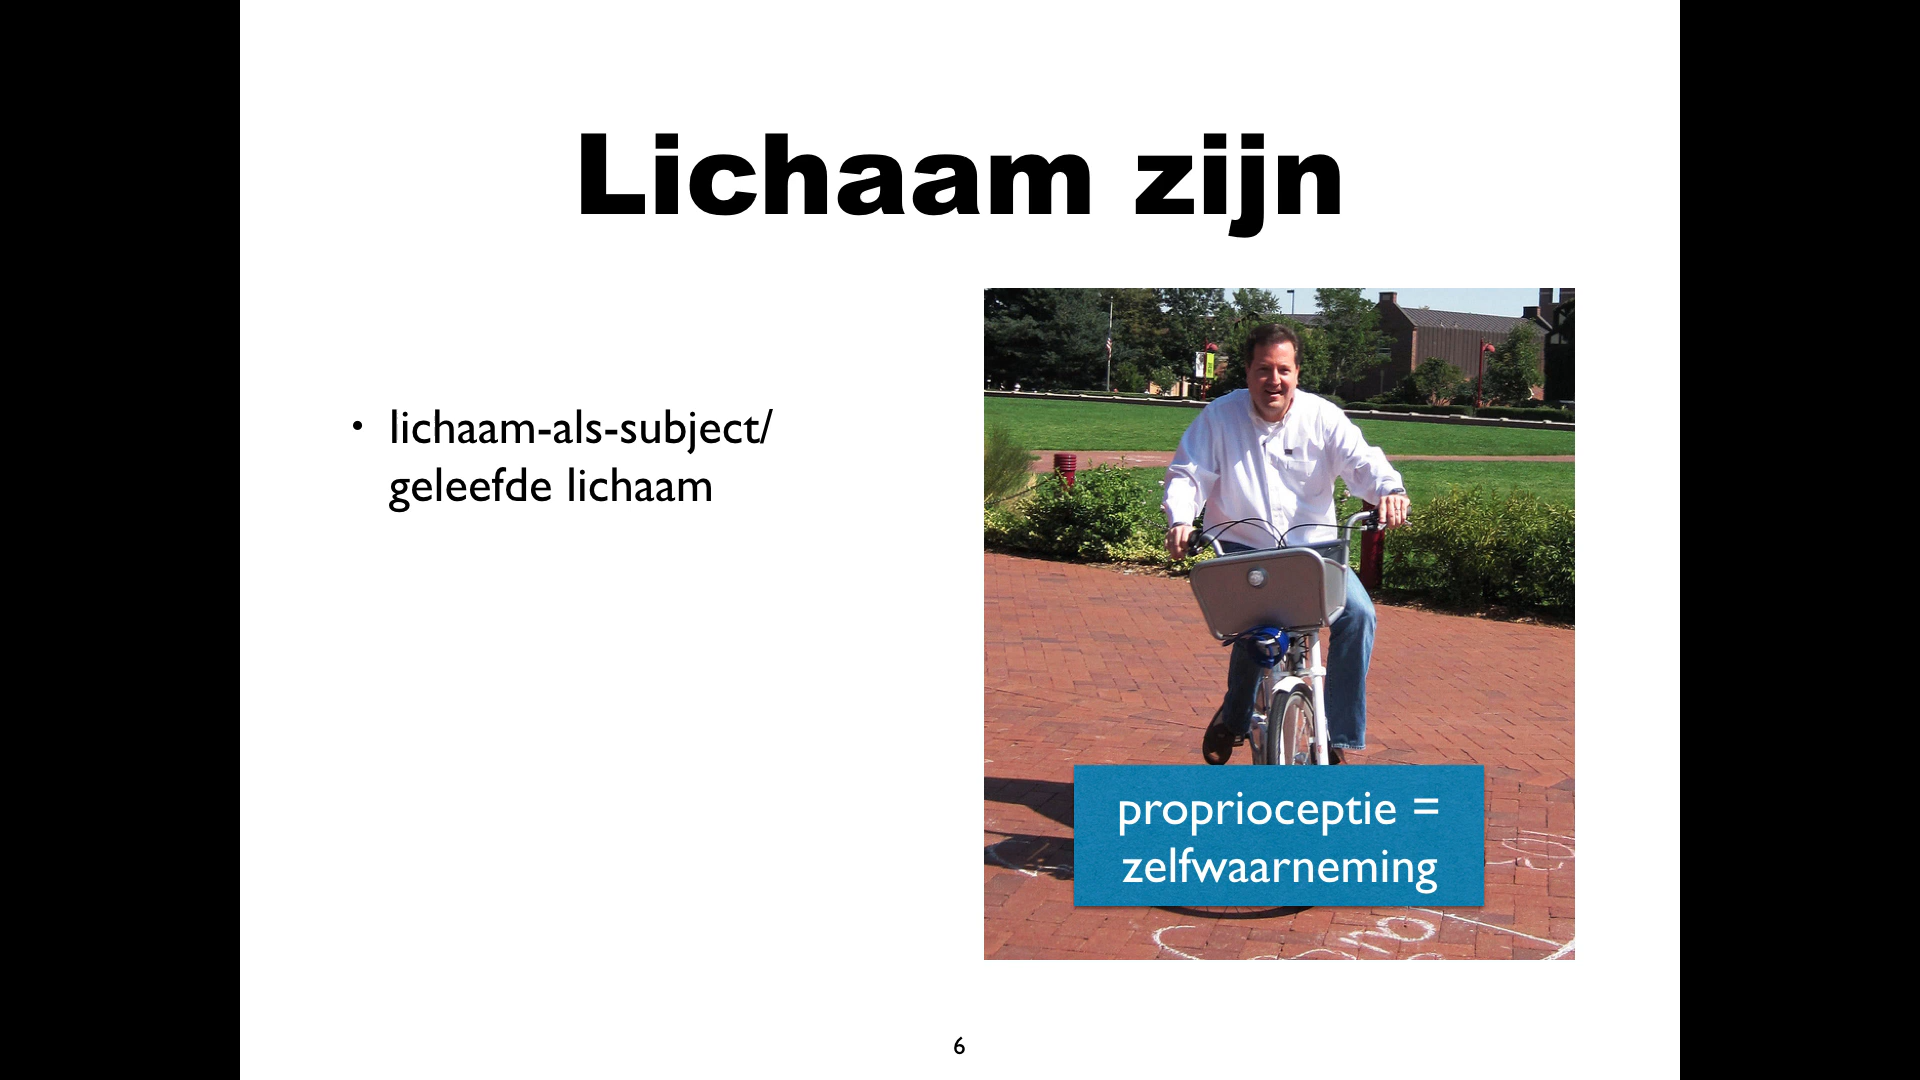 Lichaam zijn
• lichaam-als-subject/
geleefde lichaam
proprioceptie =
zelfwaarneming
6